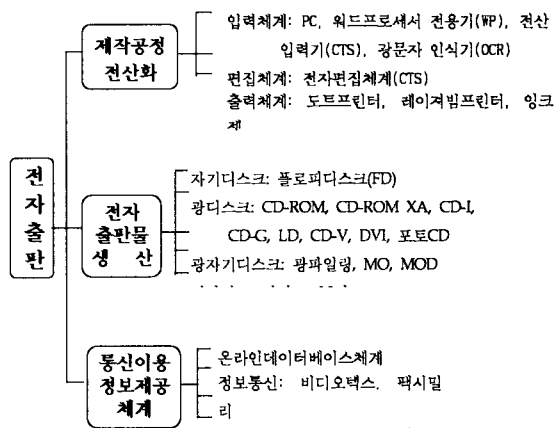 전자출판
제작공정
전산화
입력체계: PC, 워드프로세서 전용기(WP), 전산
입력기(CTS), 광문자 인식기(OCR)
편집체계: 전자편집체계(CTS)
출력체계: 도트프린터, 레이져빔프린터, 잉크
전자
출판물
생 산
자기디스크: 플로피디스크(FD)
광디스크: CD-ROM, CD-ROM XA, CD-I,
CD-G, LD, CD-V, DVI, 포토CD
광자기디스크: 광파일링, MO, MOD
통신이용
정보제공
체계
온라인데이터베이스체계
정보통신: 비디오텍스, 팩시밀
리